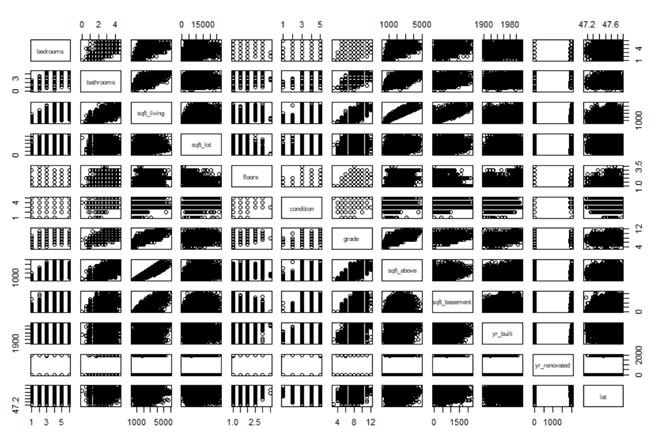 0 2 4 0 15000 1 3 5 1000 5000 1900 1980 47.2 47.6
bedrooms 1 4
0 3 bathrooms
sqft_living 1000
0 sqft_lot
floors 1.0 3.5
1 4 condition
grade 4 12
1000 sqft_above
sqft_basement 0
1900 yr_built
yr_renovated 0 2000
47.2 lat
1 3 5 1000 5000 1.0 2.5 4 8 12 0 1500 0 1000